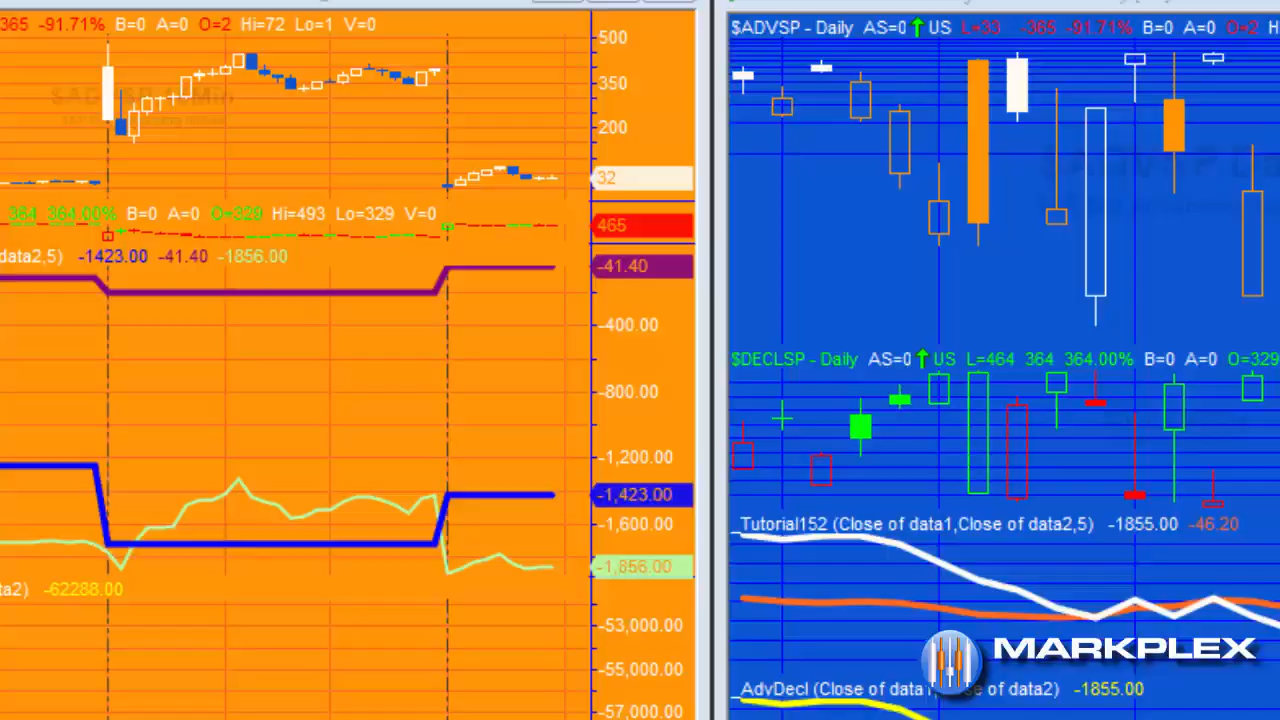 365 -91.71% B=0 A=0 O=2 Hi=72 Lo=1 V=0
500
350
200
32
364 364.00% B=0 A=0 O=329 Hi=493 Lo=329 V=0
465
data2,5) -1423.00 -41.40 -1856.00
-41.40
-400.00
-800.00
-1,200.00
-1,423.00
-1,600.00
-1,856.00
ta2) -62288.00
-53,000.00
-55,000.00
-57,000.00
$ADVSP - Daily AS=0 US L=33 -365 -91.71% B=0 A=0 O=2 H
$DECLSP - Daily AS=0 US L=464 364 364.00% B=0 A=0 O=329
_Tutorial152 (Close of data1,Close of data2,5) -1855.00 -46.20
MARKPLEX
_AdvDecl (Close of data1, se of data2) -1855.00